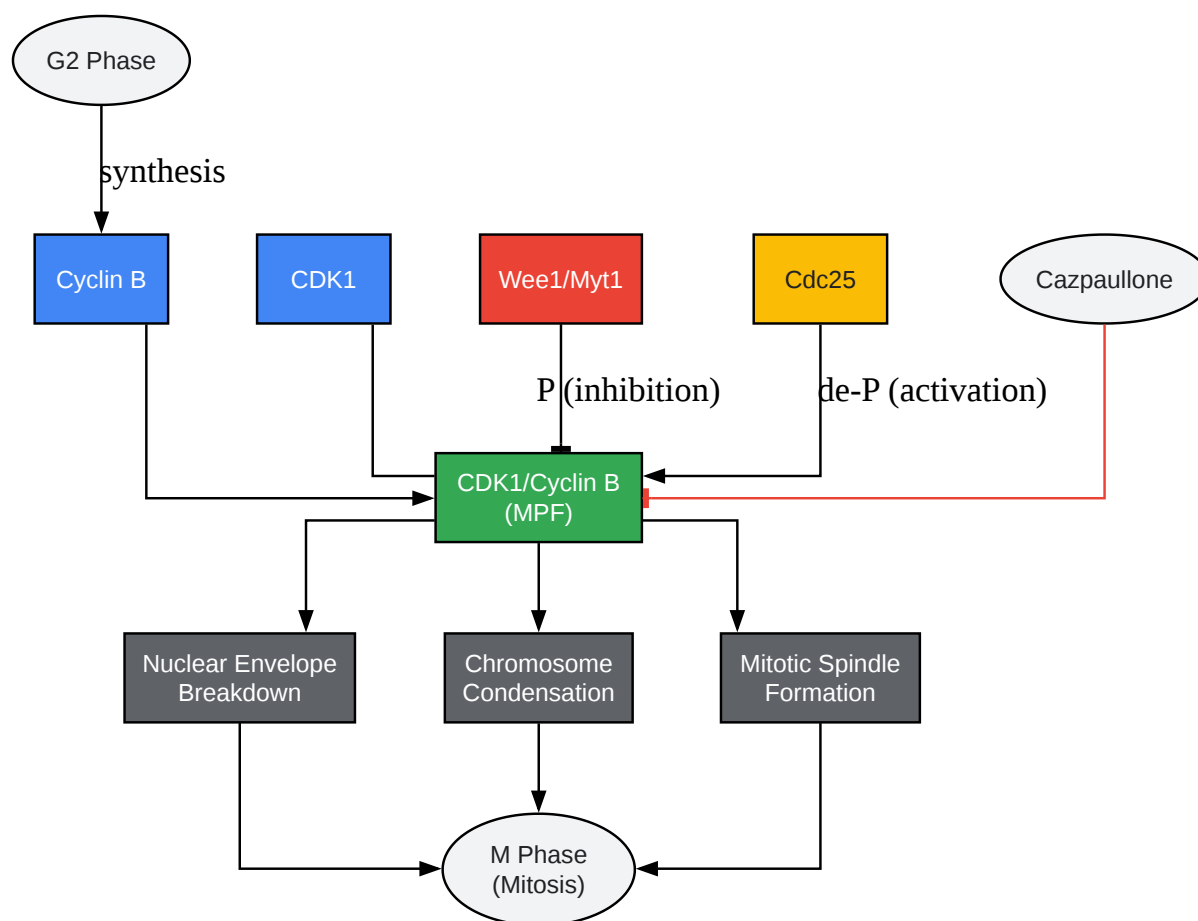 G2 Phase
synthesis
Cyclin B
CDK1
Wee1/Myt1
Cdc25
Cazpaullone
P (inhibition)
de-P (activation)
CDK1/Cyclin B
(MPF)
Nuclear Envelope
Breakdown
Chromosome
Condensation
Mitotic Spindle
Formation
M Phase
(Mitosis)